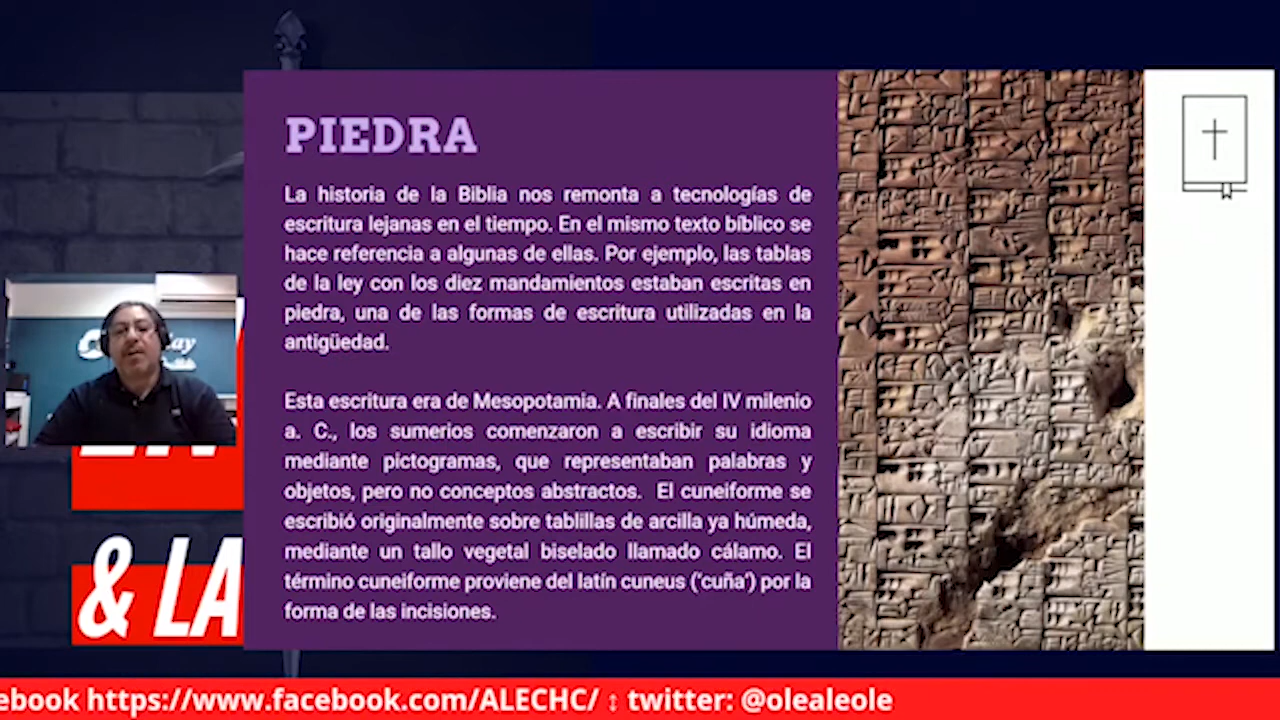 PIEDRA
La historia de la Biblia nos remonta a tecnologías de
escritura lejanas en el tiempo. En el mismo texto bíblico se
hace referencia a algunas de ellas. Por ejemplo, las tablas
de la ley con los diez mandamientos estaban escritas en
piedra, una de las formas de escritura utilizadas en la
antigüedad.
Esta escritura era de Mesopotamia. A finales del IV milenio
a. C., los sumerios comenzaron a escribir su idioma
mediante pictogramas, que representaban palabras y
objetos, pero no conceptos abstractos. El cuneiforme se
escribió originalmente sobre tablillas de arcilla ya húmeda,
mediante un tallo vegetal biselado llamado cálamo. El
término cuneiforme proviene del latín cuneus (‘cuña’) por la
forma de las incisiones.
& LA
ebook https://www.facebook.com/ALECHC/ ↕ twitter: @olealeole